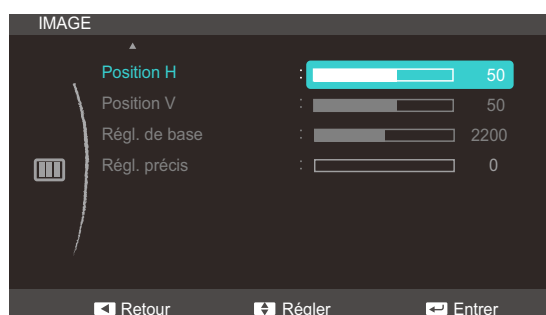 IMAGE
Position H : 50
Position V : 50
Régl. de base : 2200
Régl. précis : 0
Retour Régler Entrer